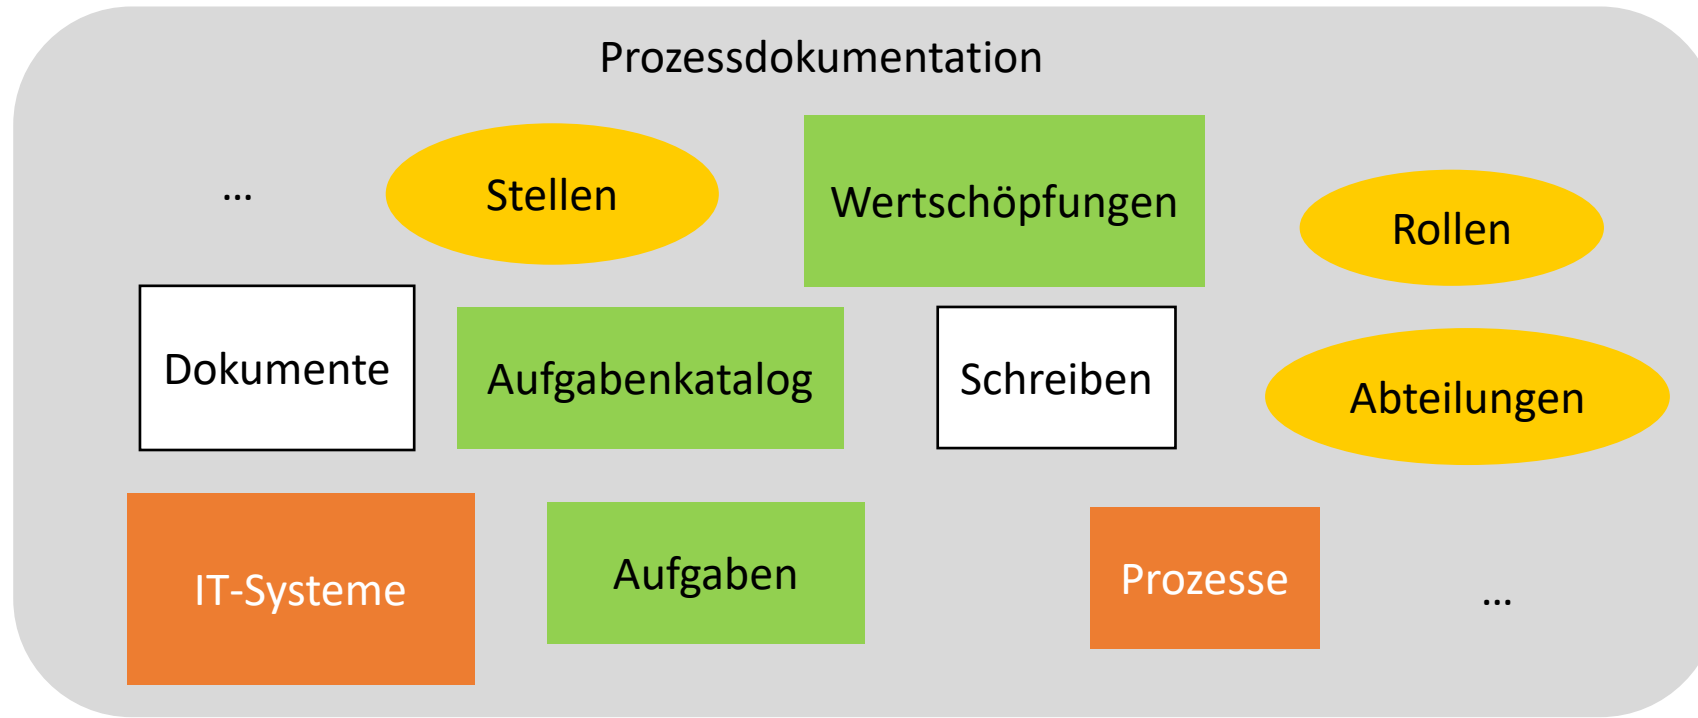 Prozessdokumentation
...
Stellen
Wertschöpfungen
Rollen
Dokumente
Aufgabenkatalog
Schreiben
Abteilungen
IT-Systeme
Aufgaben
Prozesse
...